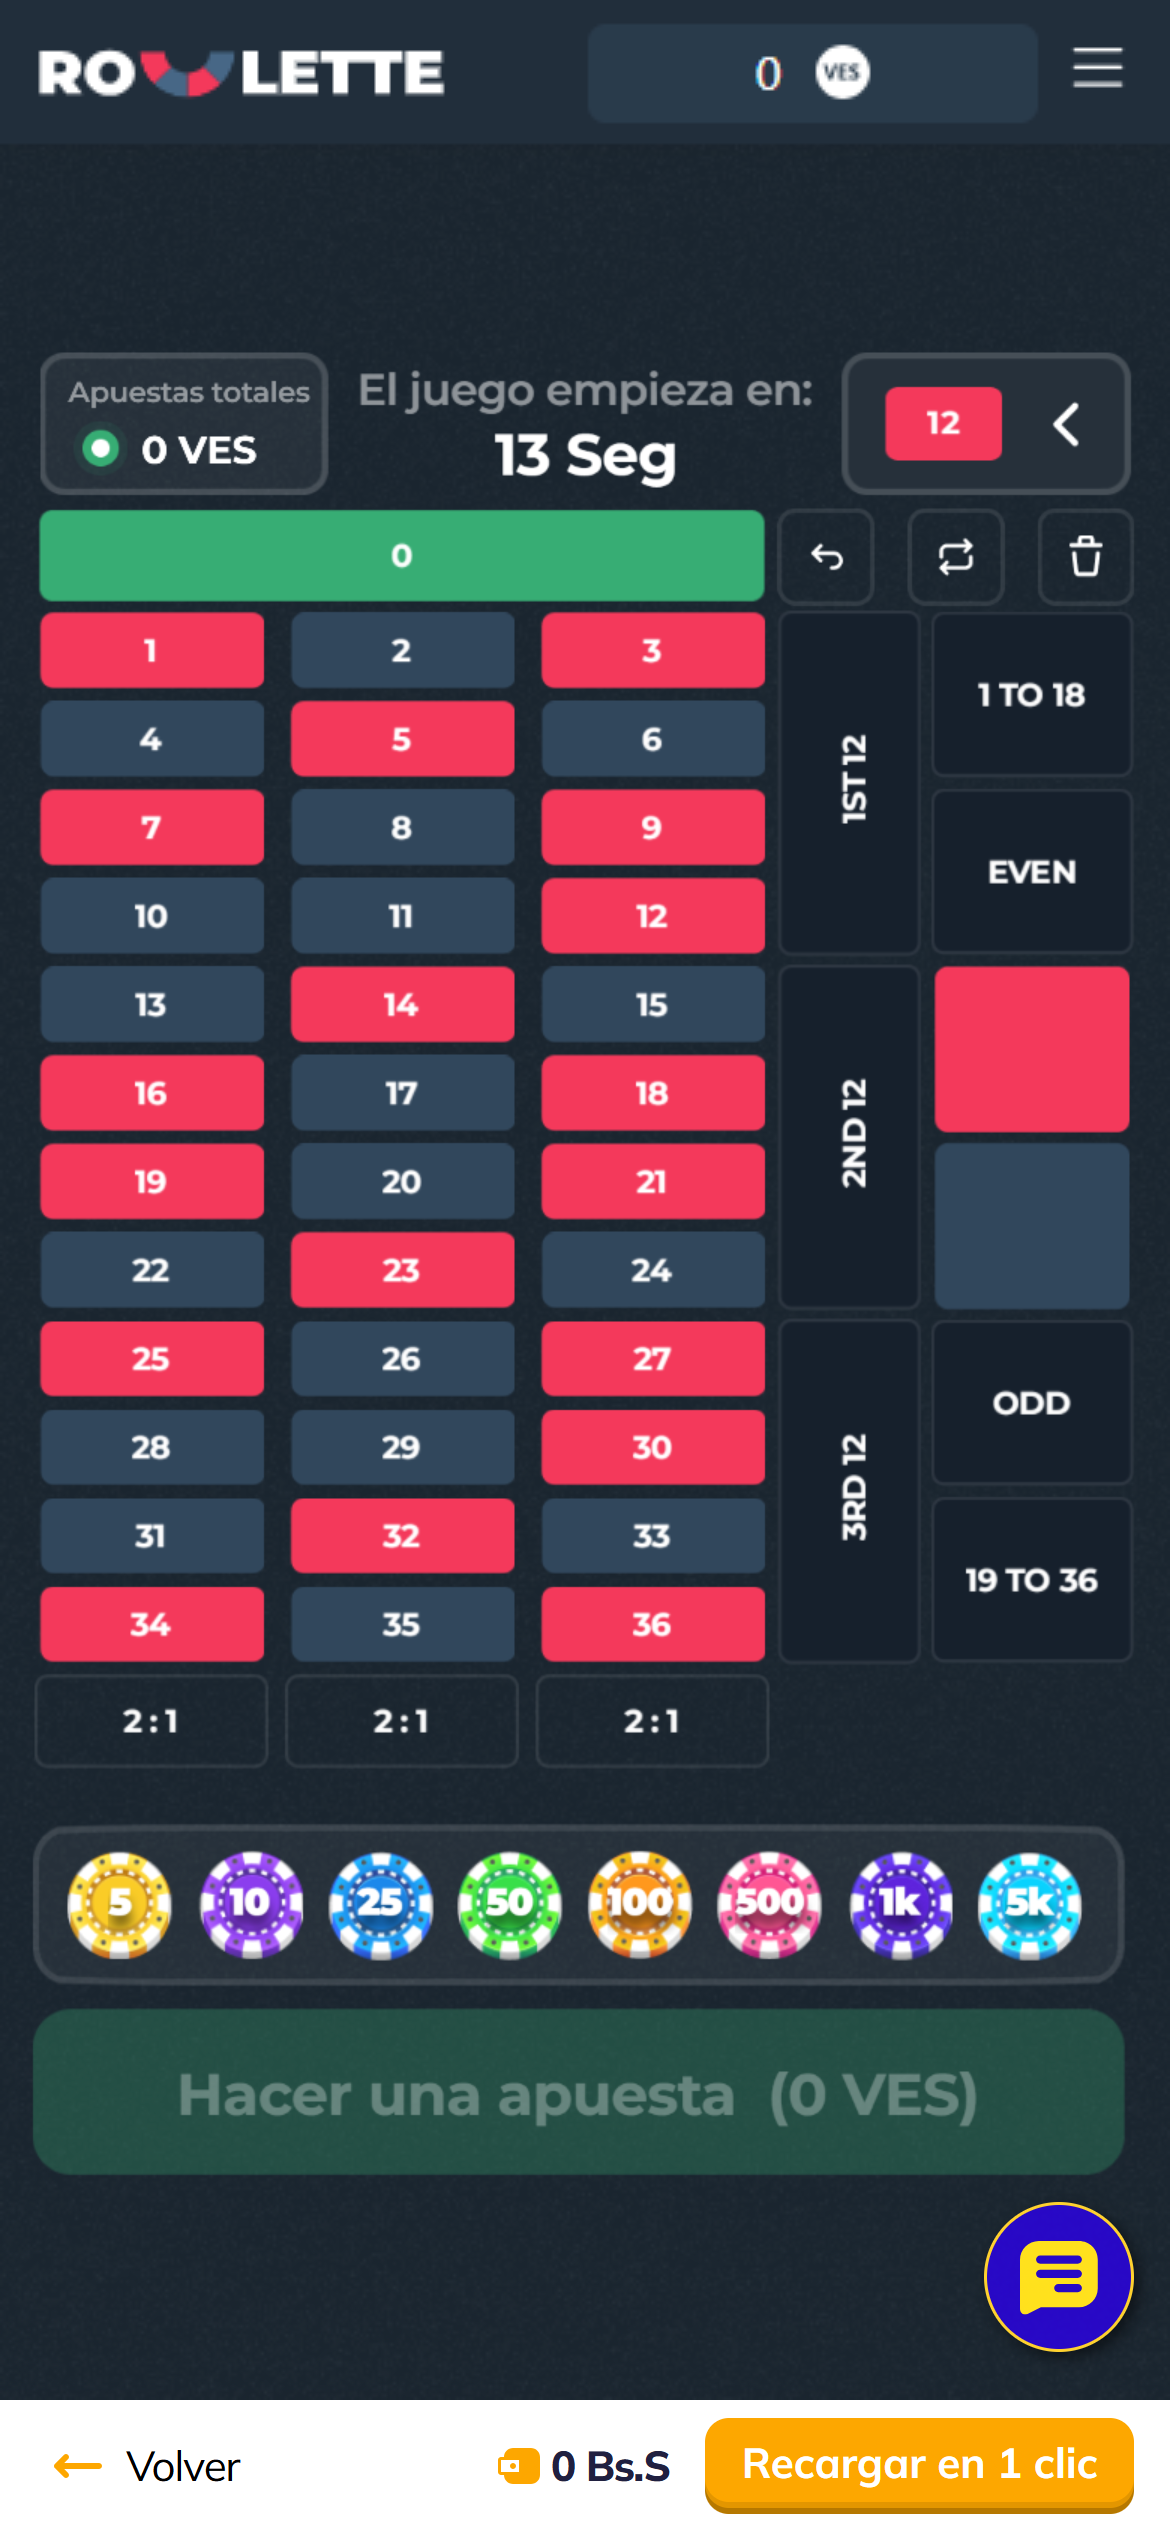 ROULETTE
0 VES
Apuestas totales
0 VES
El juego empieza en:
13 Seg
12
0
1 2 3
4 5 6
7 8 9
10 11 12
13 14 15
16 17 18
19 20 21
22 23 24
25 26 27
28 29 30
31 32 33
34 35 36
2:1 2:1 2:1
1ST 12
2ND 12
3RD 12
1 TO 18
EVEN
ODD
19 TO 36
5 10 25 50 100 500 1k 5k
Hacer una apuesta (0 VES)
Volver
0 Bs.S
Recargar en 1 clic